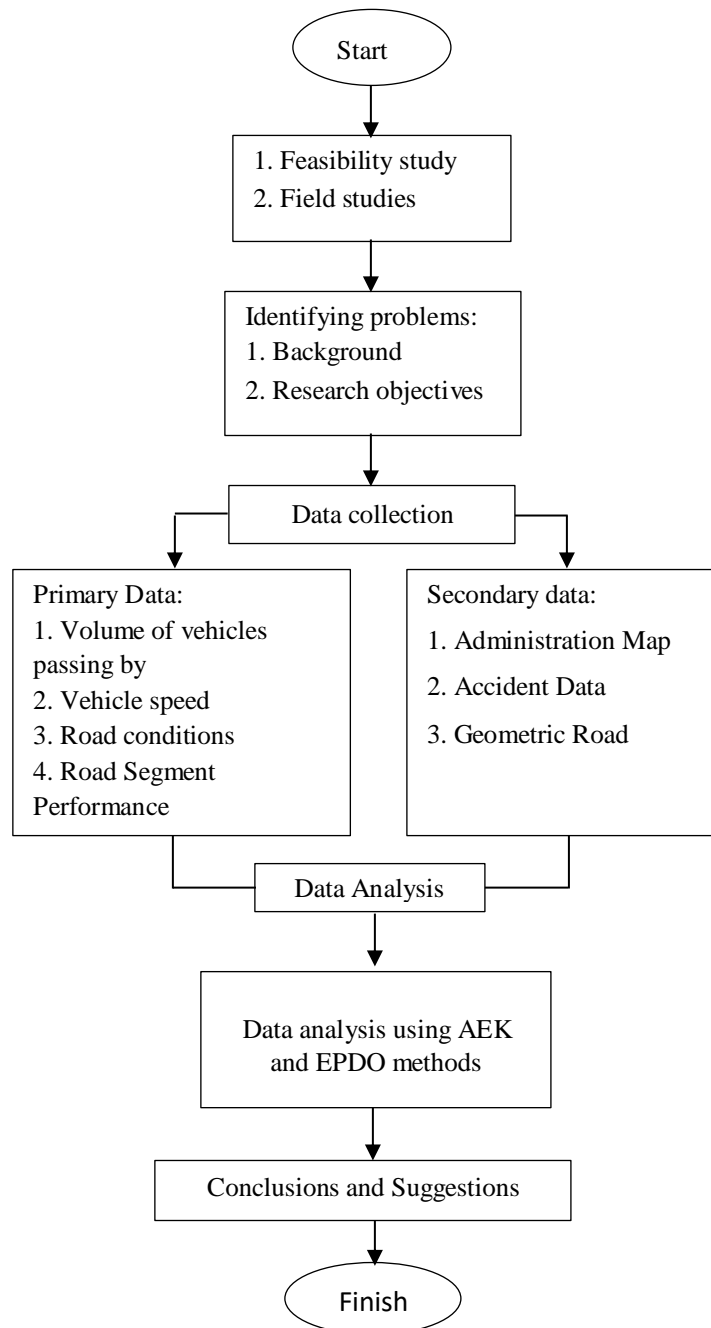 Start
1. Feasibility study
2. Field studies
Identifying problems:
1. Background
2. Research objectives
Data collection
Primary Data:
1. Volume of vehicles
passing by
2. Vehicle speed
3. Road conditions
4. Road Segment
Performance
Secondary data:
1. Administration Map
2. Accident Data
3. Geometric Road
Data Analysis
Data analysis using AEK
and EPDO methods
Conclusions and Suggestions
Finish